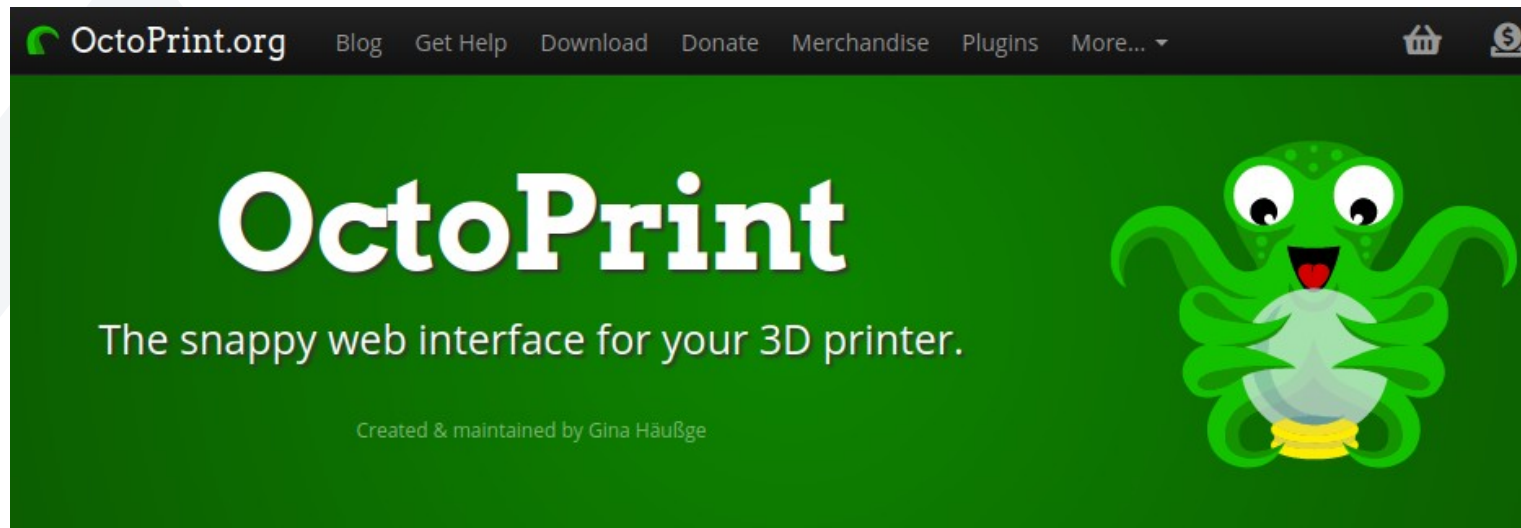 OctoPrint.org Blog Get Help Download Donate Merchandise Plugins More...
OctoPrint
The snappy web interface for your 3D printer.
Created & maintained by Gina Häußge